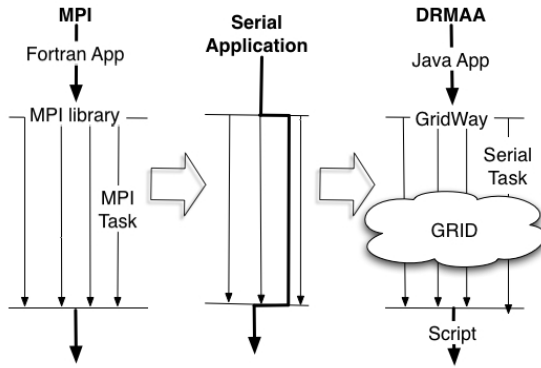 MPI
Fortran App
MPI library
MPI
Task
Serial
Application
DRMAA
Java App
GridWay
Serial
Task
GRID
Script